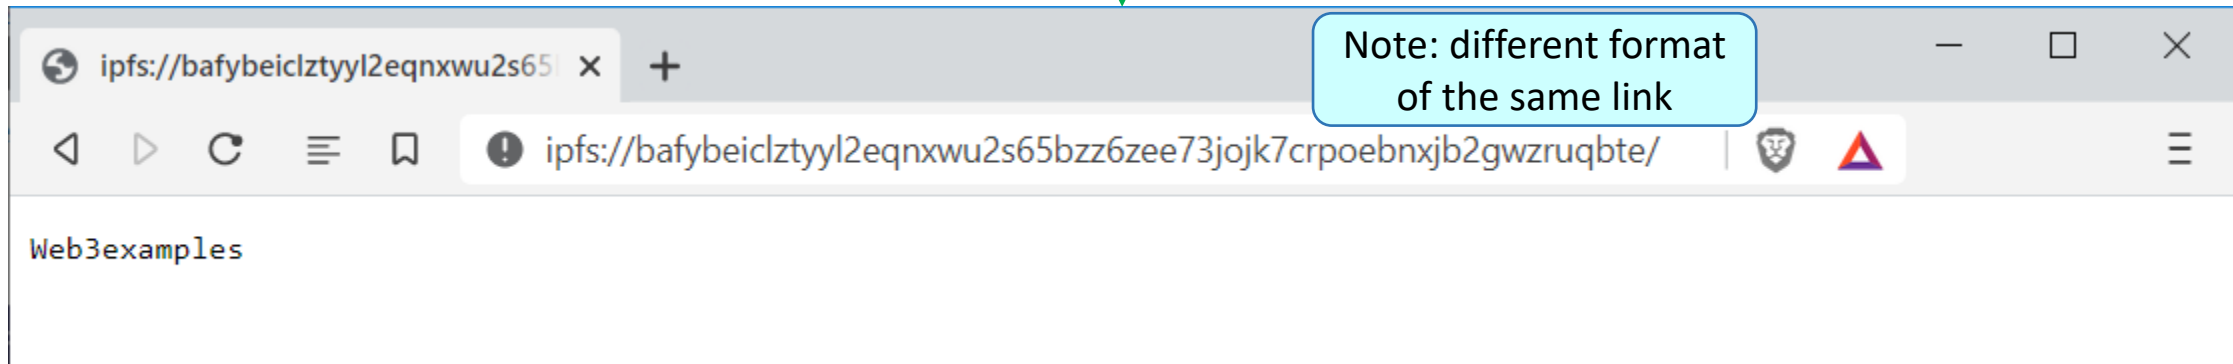 Note: different format
of the same link
ipfs://bafybeiclztyyl2eqnxwu2s65
ipfs://bafybeiclztyyl2eqnxwu2s65bzz6zee73jojk7crpoebnxjb2gwzruqbte/
Web3examples